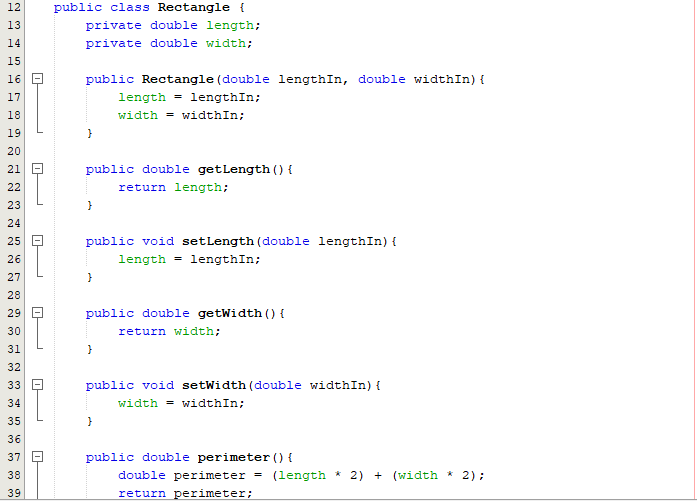 12 public class Rectangle {
13     private double length;
14     private double width;
15
16     public Rectangle(double lengthIn, double widthIn){
17         length = lengthIn;
18         width = widthIn;
19     }
20
21     public double getLength(){
22         return length;
23     }
24
25     public void setLength(double lengthIn){
26         length = lengthIn;
27     }
28
29     public double getWidth(){
30         return width;
31     }
32
33     public void setWidth(double widthIn){
34         width = widthIn;
35     }
36
37     public double perimeter(){
38         double perimeter = (length * 2) + (width * 2);
39         return perimeter;